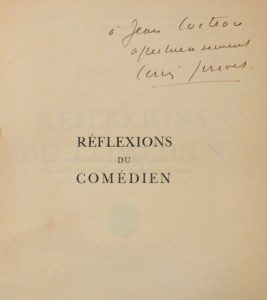 à Jean Cocteau
affectueusement
Louis Jouvet
RÉFLEXIONS
DU
COMÉDIEN